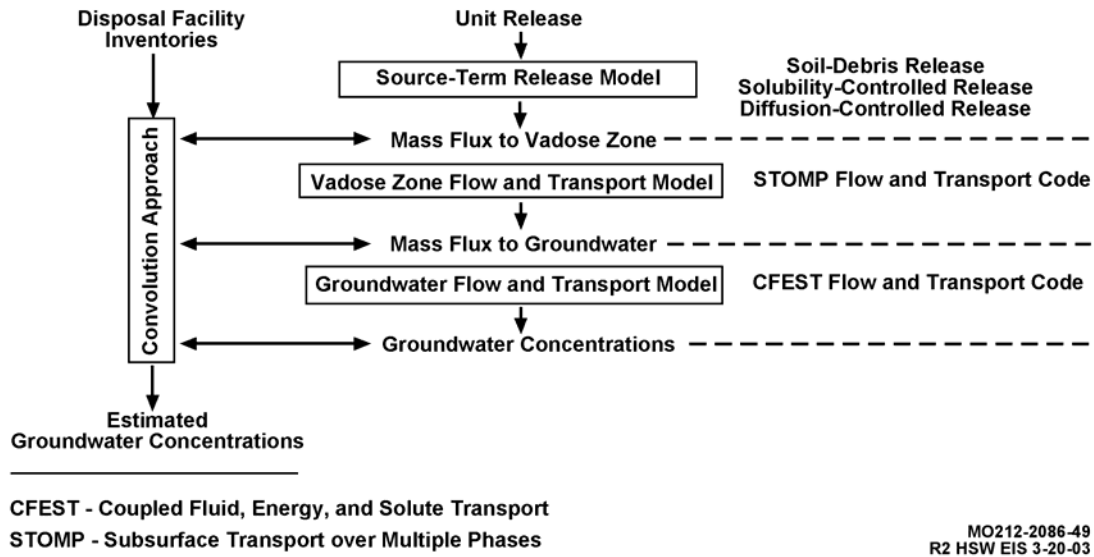 Disposal Facility
Inventories
Unit Release
Source-Term Release Model
Soil-Debris Release
Solubility-Controlled Release
Diffusion-Controlled Release
Convolution Approach
Mass Flux to Vadose Zone
Vadose Zone Flow and Transport Model
STOMP Flow and Transport Code
Mass Flux to Groundwater
Groundwater Flow and Transport Model
CFEST Flow and Transport Code
Groundwater Concentrations
Estimated
Groundwater Concentrations
CFEST - Coupled Fluid, Energy, and Solute Transport
STOMP - Subsurface Transport over Multiple Phases
MO212-2086-49
R2 HSW EIS 3-20-03